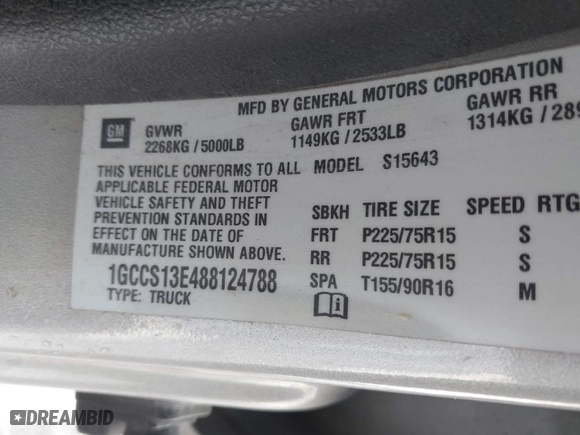 MFD BY GENERAL MOTORS CORPORATION
GM
GVWR GAWR FRT GAWR RR
2268KG / 5000LB 1149KG / 2533LB 1314KG /
THIS VEHICLE CONFORMS TO ALL MODEL S15643
APPLICABLE FEDERAL MOTOR
VEHICLE SAFETY AND THEFT
PREVENTION STANDARDS IN SBKH TIRE SIZE SPEED RTG
EFFECT ON THE DATE OF FRT P225/75R15 S
MANUFACTURE SHOWN ABOVE. RR P225/75R15 S
1GCCS13E488124788 SPA T155/90R16 M
TYPE: TRUCK
DREAMBID